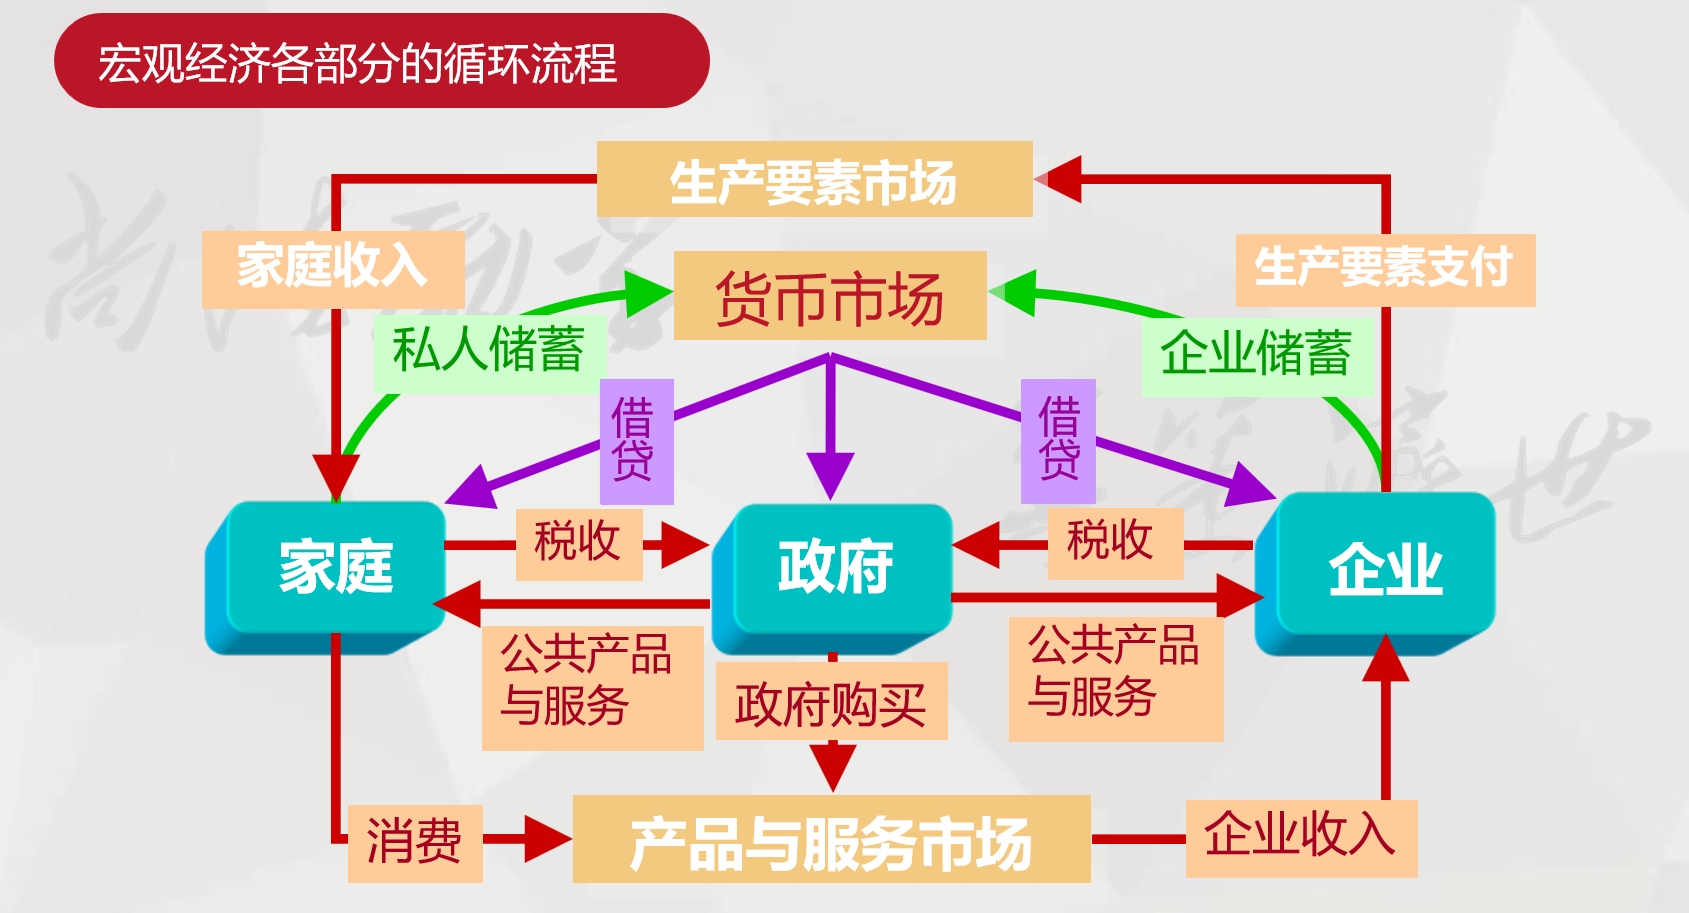 宏观经济各部分的循环流程
生产要素市场
家庭收入
生产要素支付
货币市场
私人储蓄
企业储蓄
借
贷
借
贷
税收
税收
家庭
政府
企业
公共产品
与服务
公共产品
与服务
政府购买
消费
产品与服务市场
企业收入